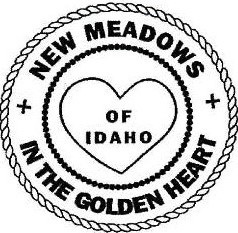 NEW MEADOWS
IN THE GOLDEN HEART
OF
IDAHO